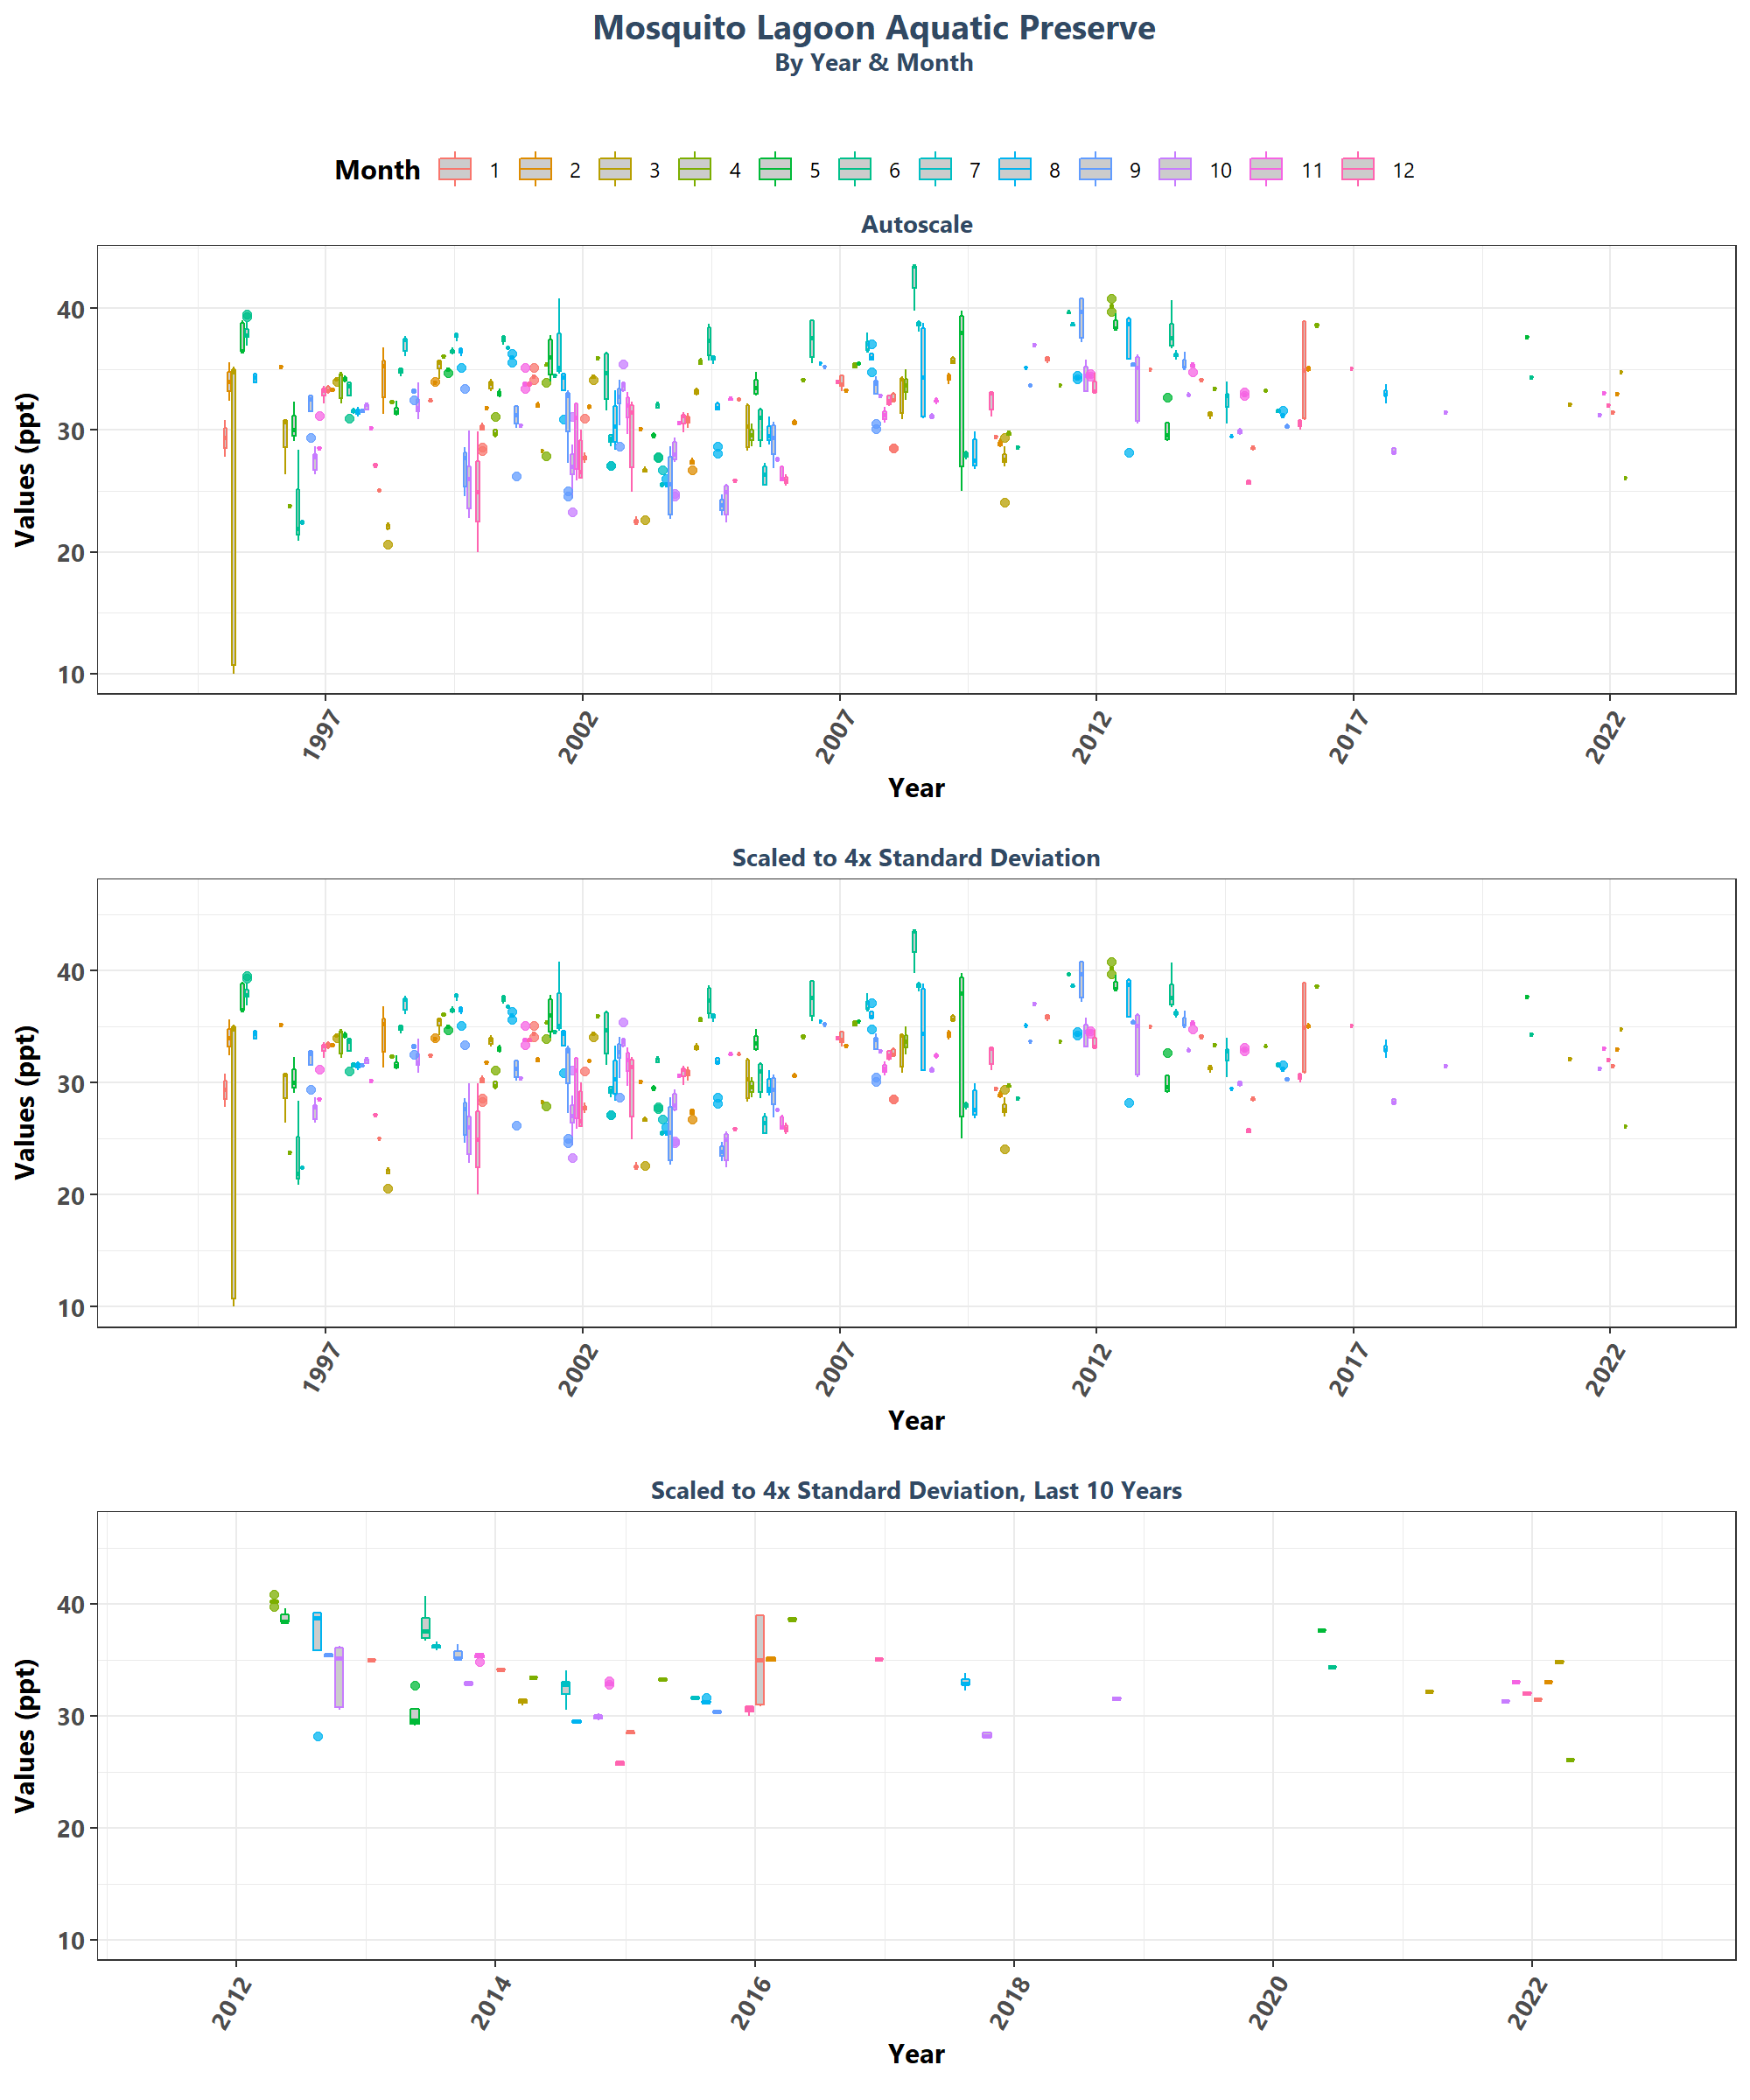 Mosquito Lagoon Aquatic Preserve
By Year & Month
Month 1 2 3 4 5 6 7 8 9 10 11 12
Autoscale
Values (ppt)
40
30
20
10
1997 2002 2007 2012 2017 2022
Year
Scaled to 4x Standard Deviation
Values (ppt)
40
30
20
10
1997 2002 2007 2012 2017 2022
Year
Scaled to 4x Standard Deviation, Last 10 Years
Values (ppt)
40
30
20
10
2012 2014 2016 2018 2020 2022
Year